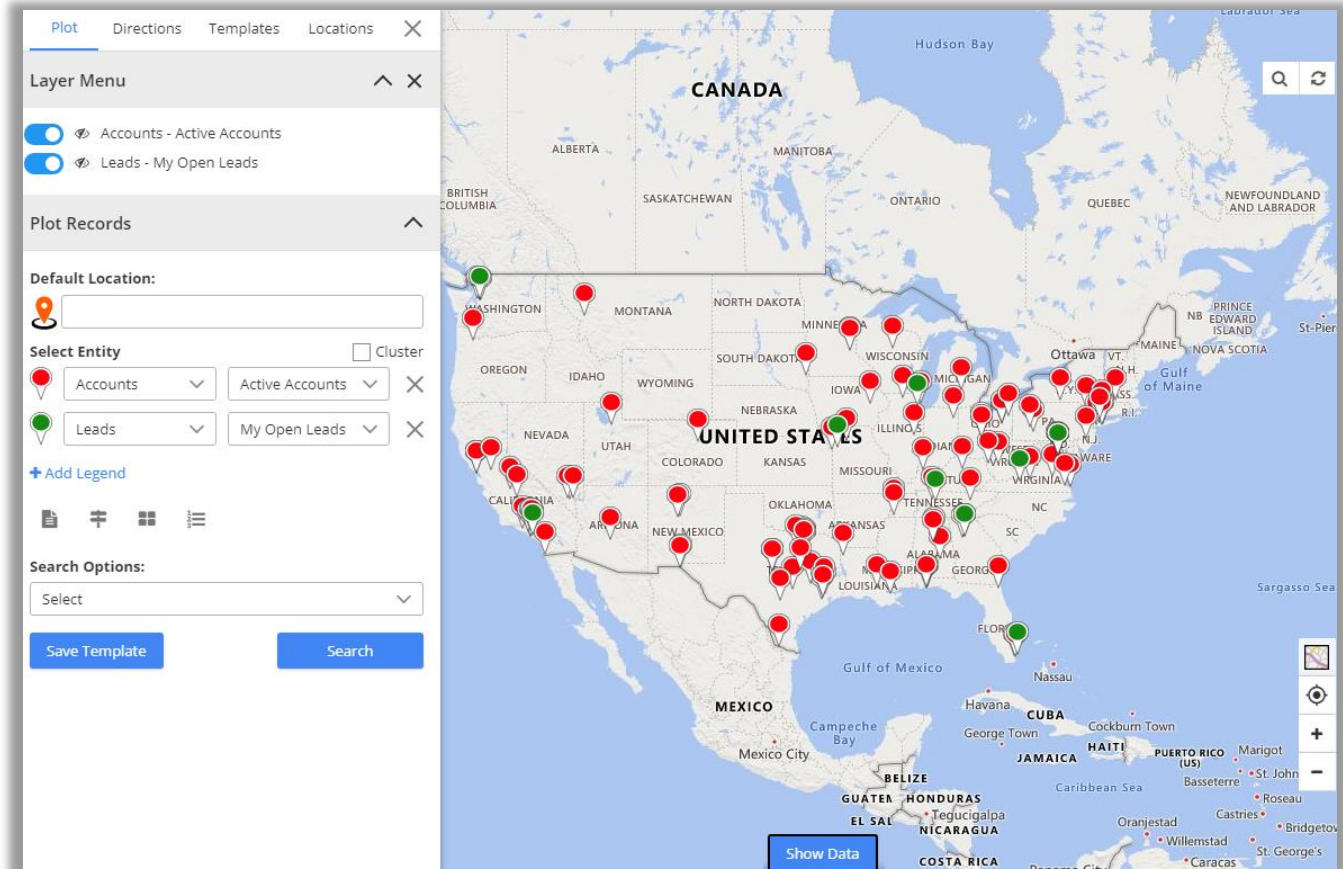 Plot Directions Templates Locations
Layer Menu
Accounts - Active Accounts
Leads - My Open Leads
Plot Records
Default Location:
Select Entity Cluster
Accounts Active Accounts
Leads My Open Leads
+ Add Legend
Search Options:
Select
Save Template Search
Labrador Sea
Hudson Bay
CANADA
ALBERTA
MANITOBA
BRITISH
COLUMBIA
SASKATCHEWAN
ONTARIO
QUEBEC
NEWFOUNDLAND
AND LABRADOR
WASHINGTON
MONTANA
NORTH DAKOTA
PRINCE
NB EDWARD
ISLAND
St-Pier
MAINE
NOVA SCOTIA
Ottawa
VT.
Gulf
of Maine
OREGON
IDAHO
WYOMING
SOUTH DAKOT
WISCONSIN
IOWA
R.I.
NEBRASKA
NEVADA
UTAH
UNITED STATES
COLORADO
KANSAS
MISSOURI
N.J.
VIRGINIA
OKLAHOMA
TENNESSEE
NC
NEW MEXICO
SC
ALABAMA
GEORG
LOUISIANA
Sargasso Sea
Gulf of Mexico
Nassau
MEXICO
Havana
CUBA
Campeche
Bay
George Town
Cockburn Town
Mexico City
JAMAICA
HAITI
PUERTO RICO
(US)
Marigot
St. John
Basseterre
BELIZE
Caribbean Sea
Roseau
GUATEM
HONDURAS
EL SAL
Tegucigalpa
NICARAGUA
Oranjestad
Castries
Bridgetow
Willemstad
St. George's
Show Data
COSTA RICA
Caracas